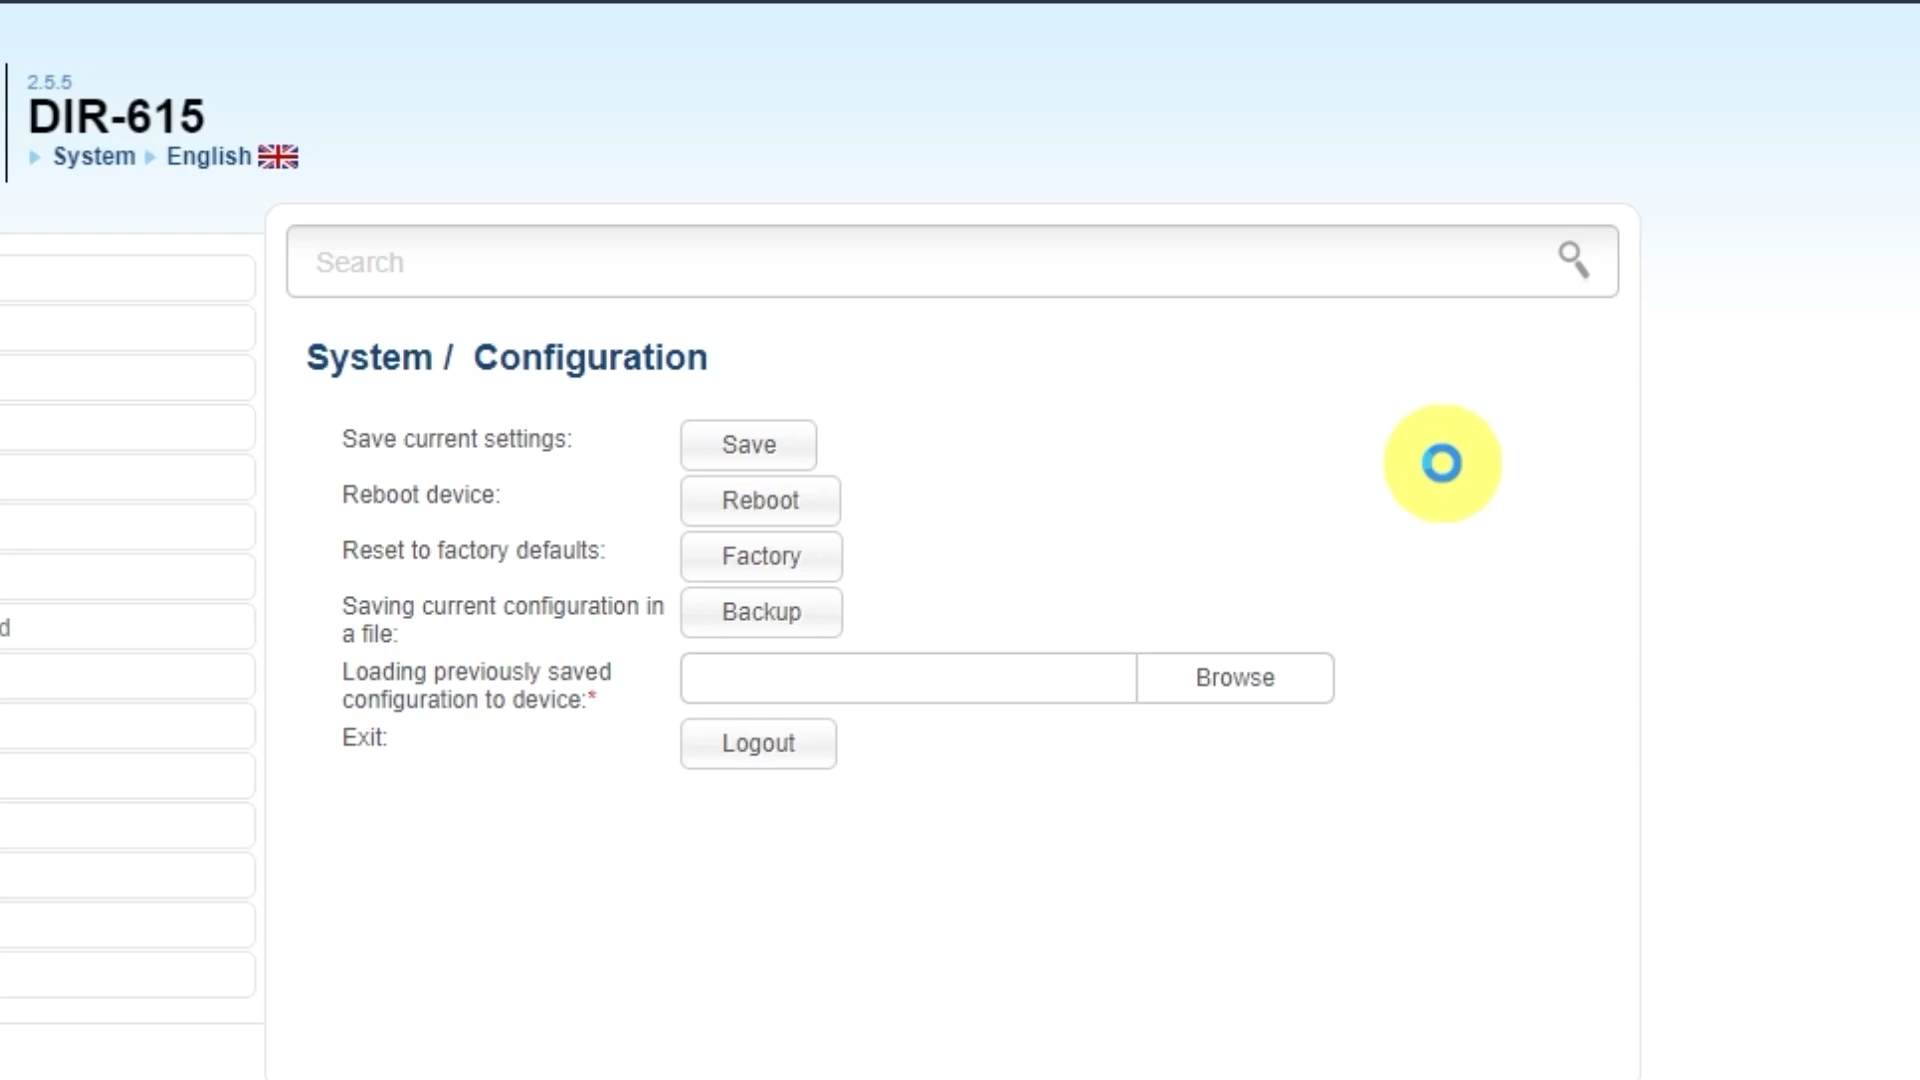 2.5.5
DIR-615
System English
Search
System / Configuration
Save current settings: Save
Reboot device: Reboot
Reset to factory defaults: Factory
Saving current configuration in
a file: Backup
Loading previously saved
configuration to device:* Browse
Exit: Logout
d